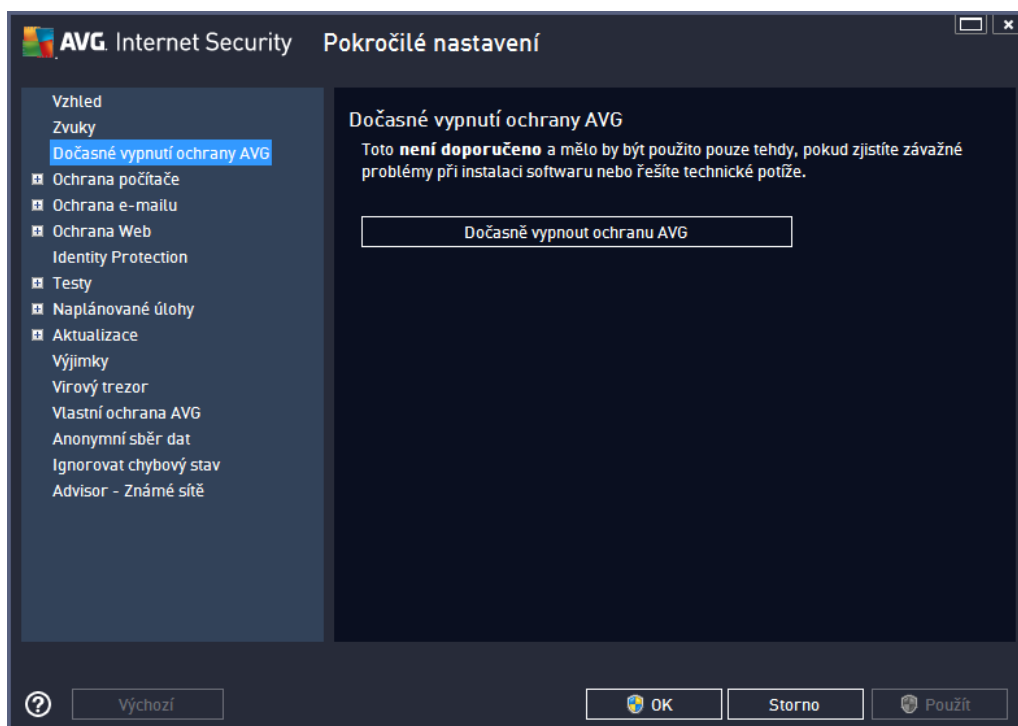 AVG. Internet Security Pokročilé nastavení
Vzhled
Zvuky
Dočasné vypnutí ochrany AVG
Ochrana počítače
Ochrana e-mailu
Ochrana Web
Identity Protection
Testy
Naplánované úlohy
Aktualizace
Výjimky
Virový trezor
Vlastní ochrana AVG
Anonymní sběr dat
Ignorovat chybový stav
Advisor - Známé sítě
Dočasné vypnutí ochrany AVG
Toto není doporučeno a mělo by být použito pouze tehdy, pokud zjistíte závažné
problémy při instalaci softwaru nebo řešíte technické potíže.
Dočasně vypnout ochranu AVG
Výchozí
OK
Storno
Použít